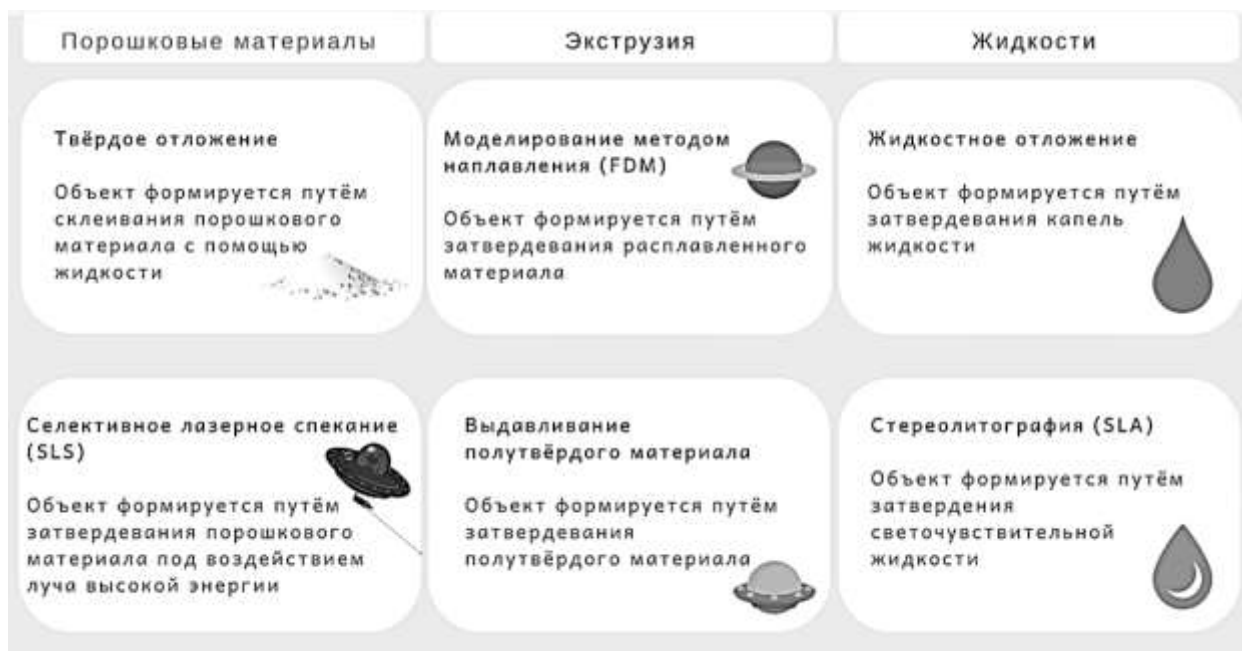 Порошковые материалы
Экструзия
Жидкости
Твёрдое отложение
Объект формируется путём
склеивания порошкового
материала с помощью
жидкости
Моделирование методом
наплавления (FDM)
Объект формируется путём
затвердевания расплавленного
материала
Жидкостное отложение
Объект формируется путём
затвердевания капель
жидкости
Селективное лазерное спекание
(SLS)
Объект формируется путём
затвердевания порошкового
материала под воздействием
луча высокой энергии
Выдавливание
полутвёрдого материала
Объект формируется путём
затвердевания
полутвёрдого материала
Стереолитография (SLA)
Объект формируется путём
затвердения
светочувствительной
жидкости